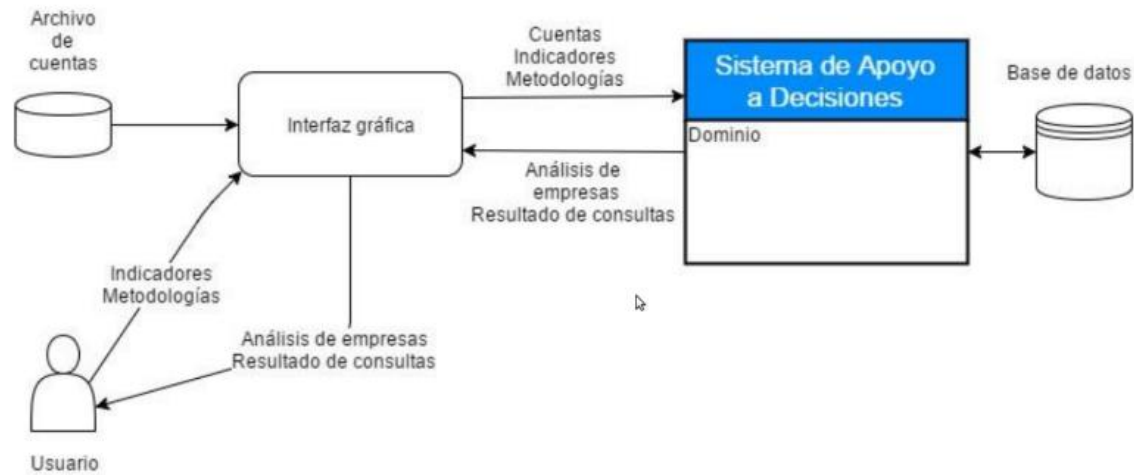 Archivo
de
cuentas
Interfaz gráfica
Cuentas
Indicadores
Metodologías
Sistema de Apoyo
a Decisiones
Dominio
Base de datos
Análisis de
empresas
Resultado de consultas
Indicadores
Metodologías
Análisis de empresas
Resultado de consultas
Usuario